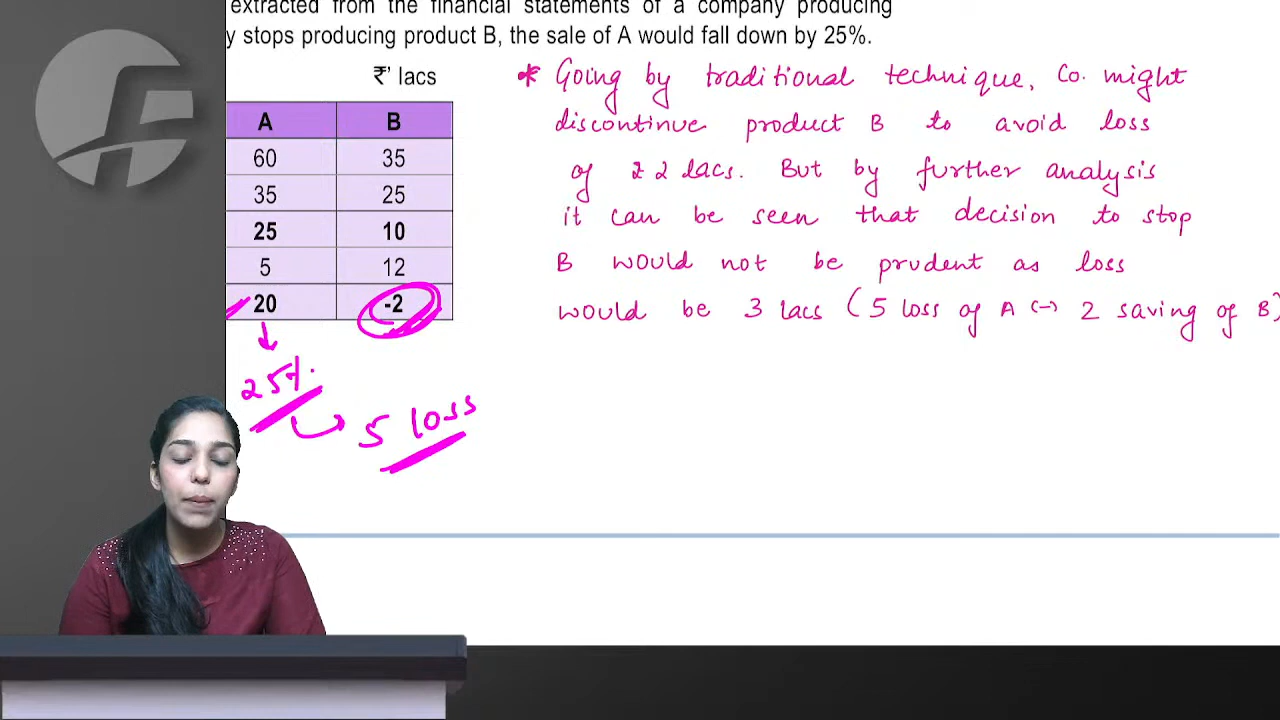 extracted from the financial statements of a company producing
y stops producing product B, the sale of A would fall down by 25%.
₹' lacs
A B
60 35
35 25
25 10
5 12
20 -2
25%.
5 loss
* Going by traditional technique, Co. might
discontinue product B to avoid loss
of ₹2 lacs. But by further analysis
it can be seen that decision to stop
B would not be prudent as loss
would be 3 lacs (5 loss of A (-) 2 saving of B)